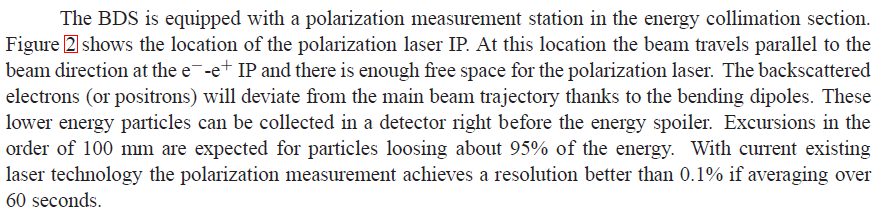 The BDS is equipped with a polarization measurement station in the energy collimation section.
Figure 2 shows the location of the polarization laser IP. At this location the beam travels parallel to the
beam direction at the e⁻-e⁺ IP and there is enough free space for the polarization laser. The backscattered
electrons (or positrons) will deviate from the main beam trajectory thanks to the bending dipoles. These
lower energy particles can be collected in a detector right before the energy spoiler. Excursions in the
order of 100 mm are expected for particles loosing about 95% of the energy. With current existing
laser technology the polarization measurement achieves a resolution better than 0.1% if averaging over
60 seconds.